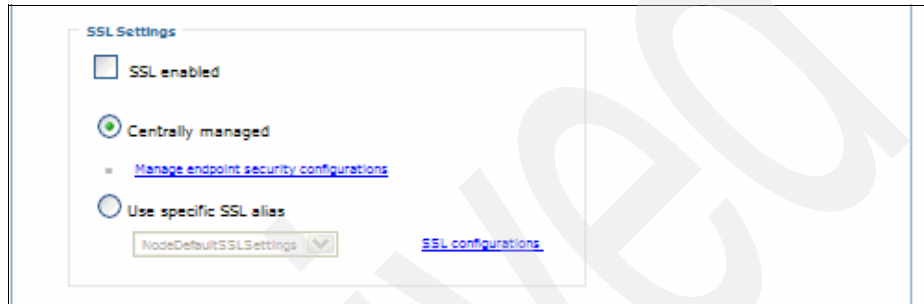 SSL Settings
SSL enabled
Centrally managed
Manage endpoint security configurations
Use specific SSL alias
NodeDefaultSSLSettings SSL configurations